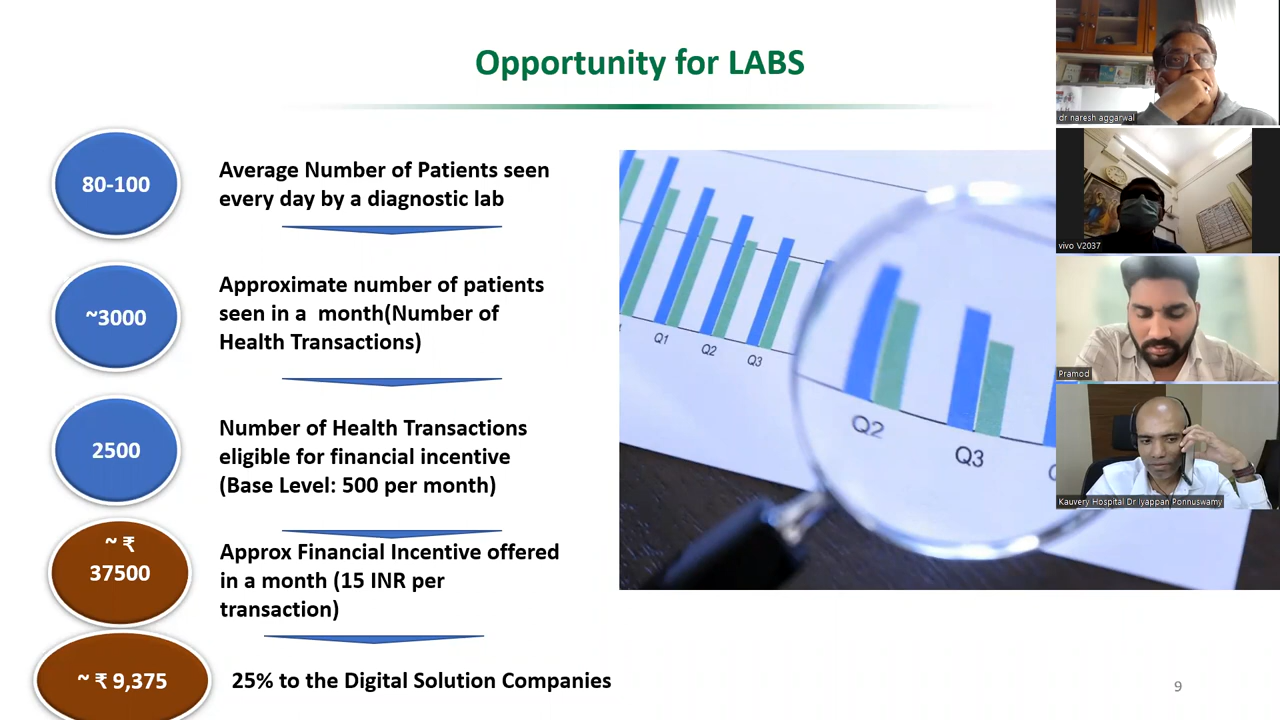 Opportunity for LABS
80-100
Average Number of Patients seen
every day by a diagnostic lab
~3000
Approximate number of patients
seen in a month(Number of
Health Transactions)
2500
Number of Health Transactions
eligible for financial incentive
(Base Level: 500 per month)
~ ₹
37500
Approx Financial Incentive offered
in a month (15 INR per
transaction)
~ ₹ 9,375
25% to the Digital Solution Companies
Q1
Q2
Q3
Q2
Q3
dr naresh aggarwal
vivo V2037
Pramod
Kauvery Hospital Dr Iyappan Ponnuswamy
9